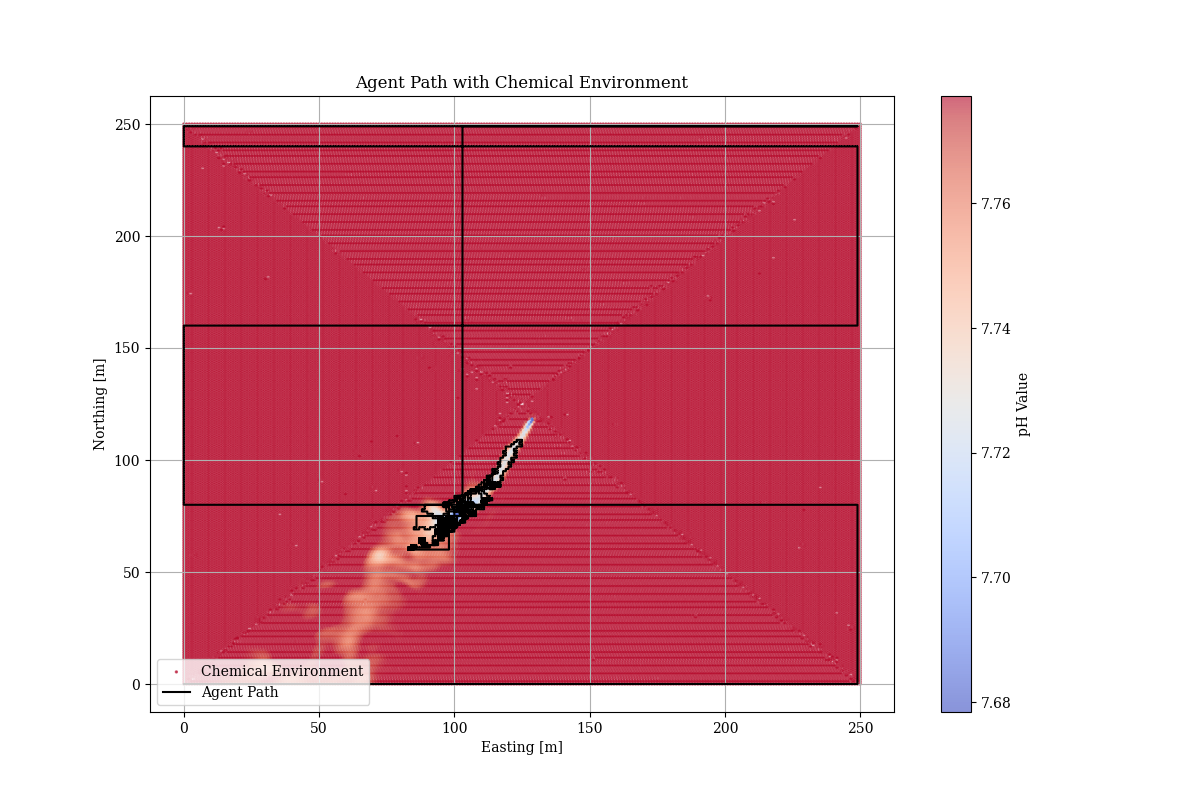 Agent Path with Chemical Environment
250
200
150
100
50
0
Northing [m]
0
50
100
150
200
250
Easting [m]
Chemical Environment
Agent Path
7.76
7.74
7.72
7.70
7.68
pH Value